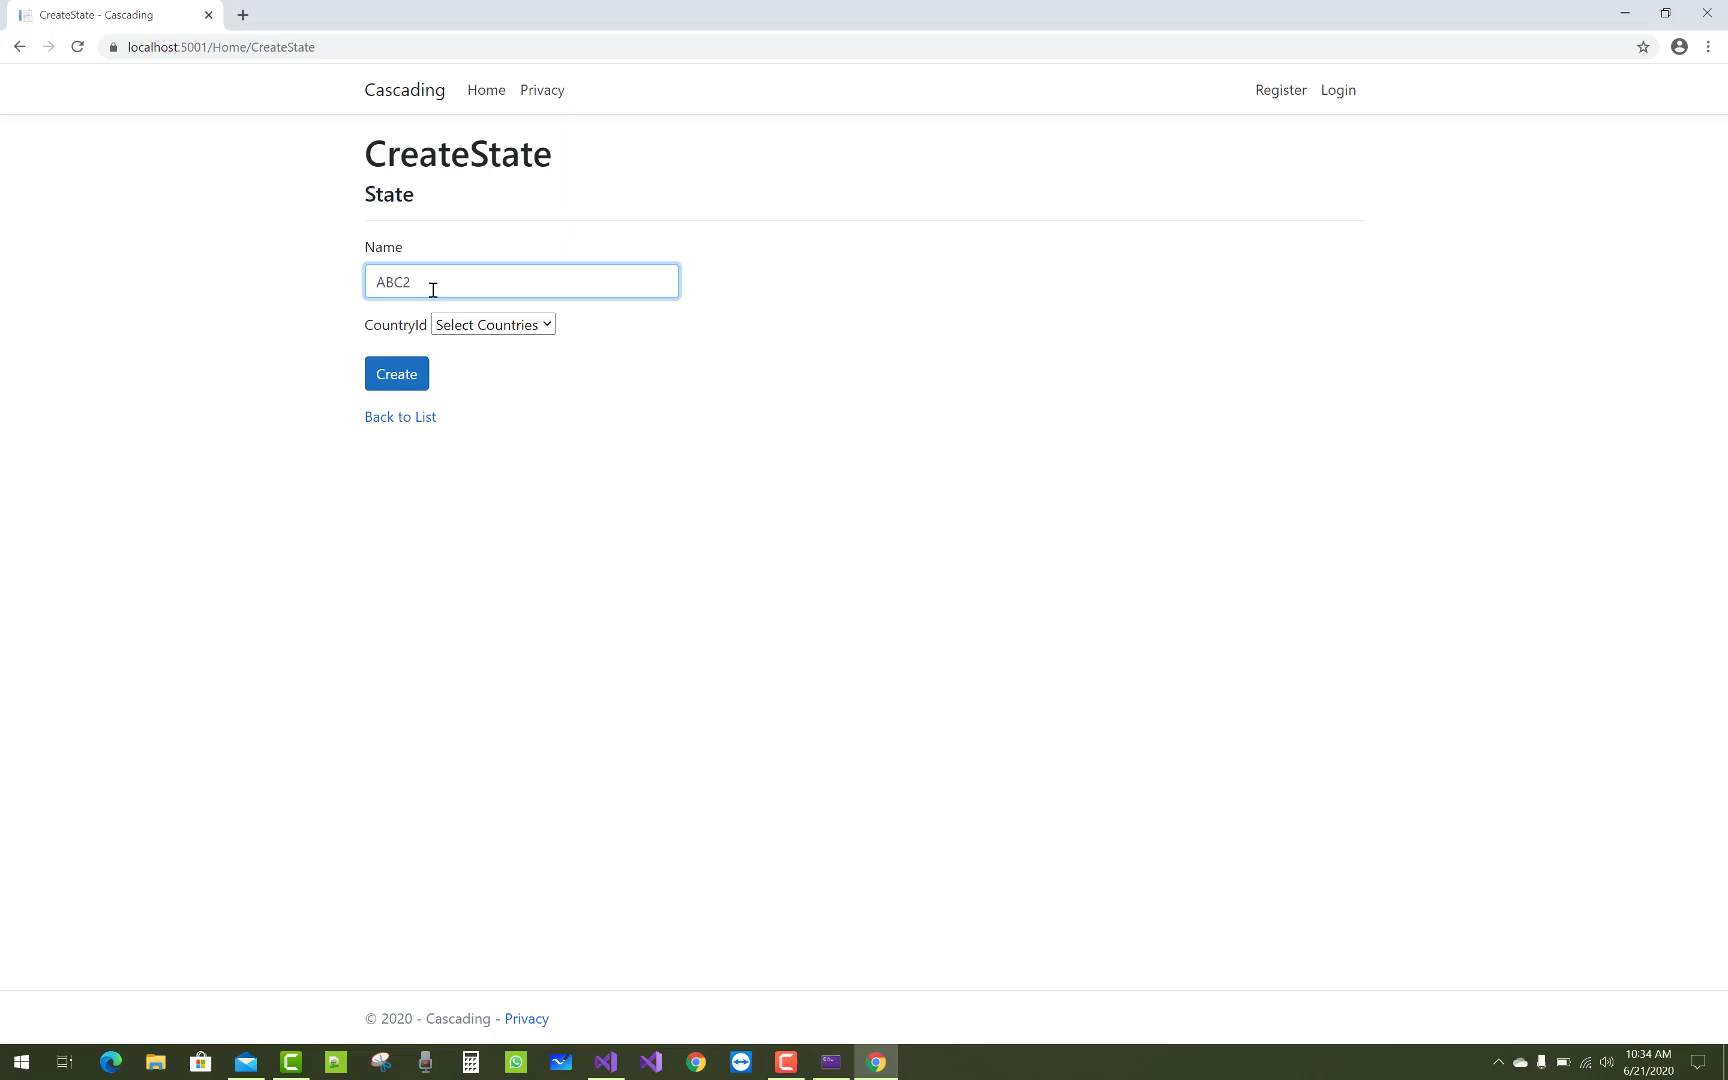 CreateState - Cascading
localhost:5001/Home/CreateState
Cascading Home Privacy Register Login
CreateState
State
Name
ABC2
CountryId Select Countries
Create
Back to List
© 2020 - Cascading - Privacy
10:34 AM
6/21/2020